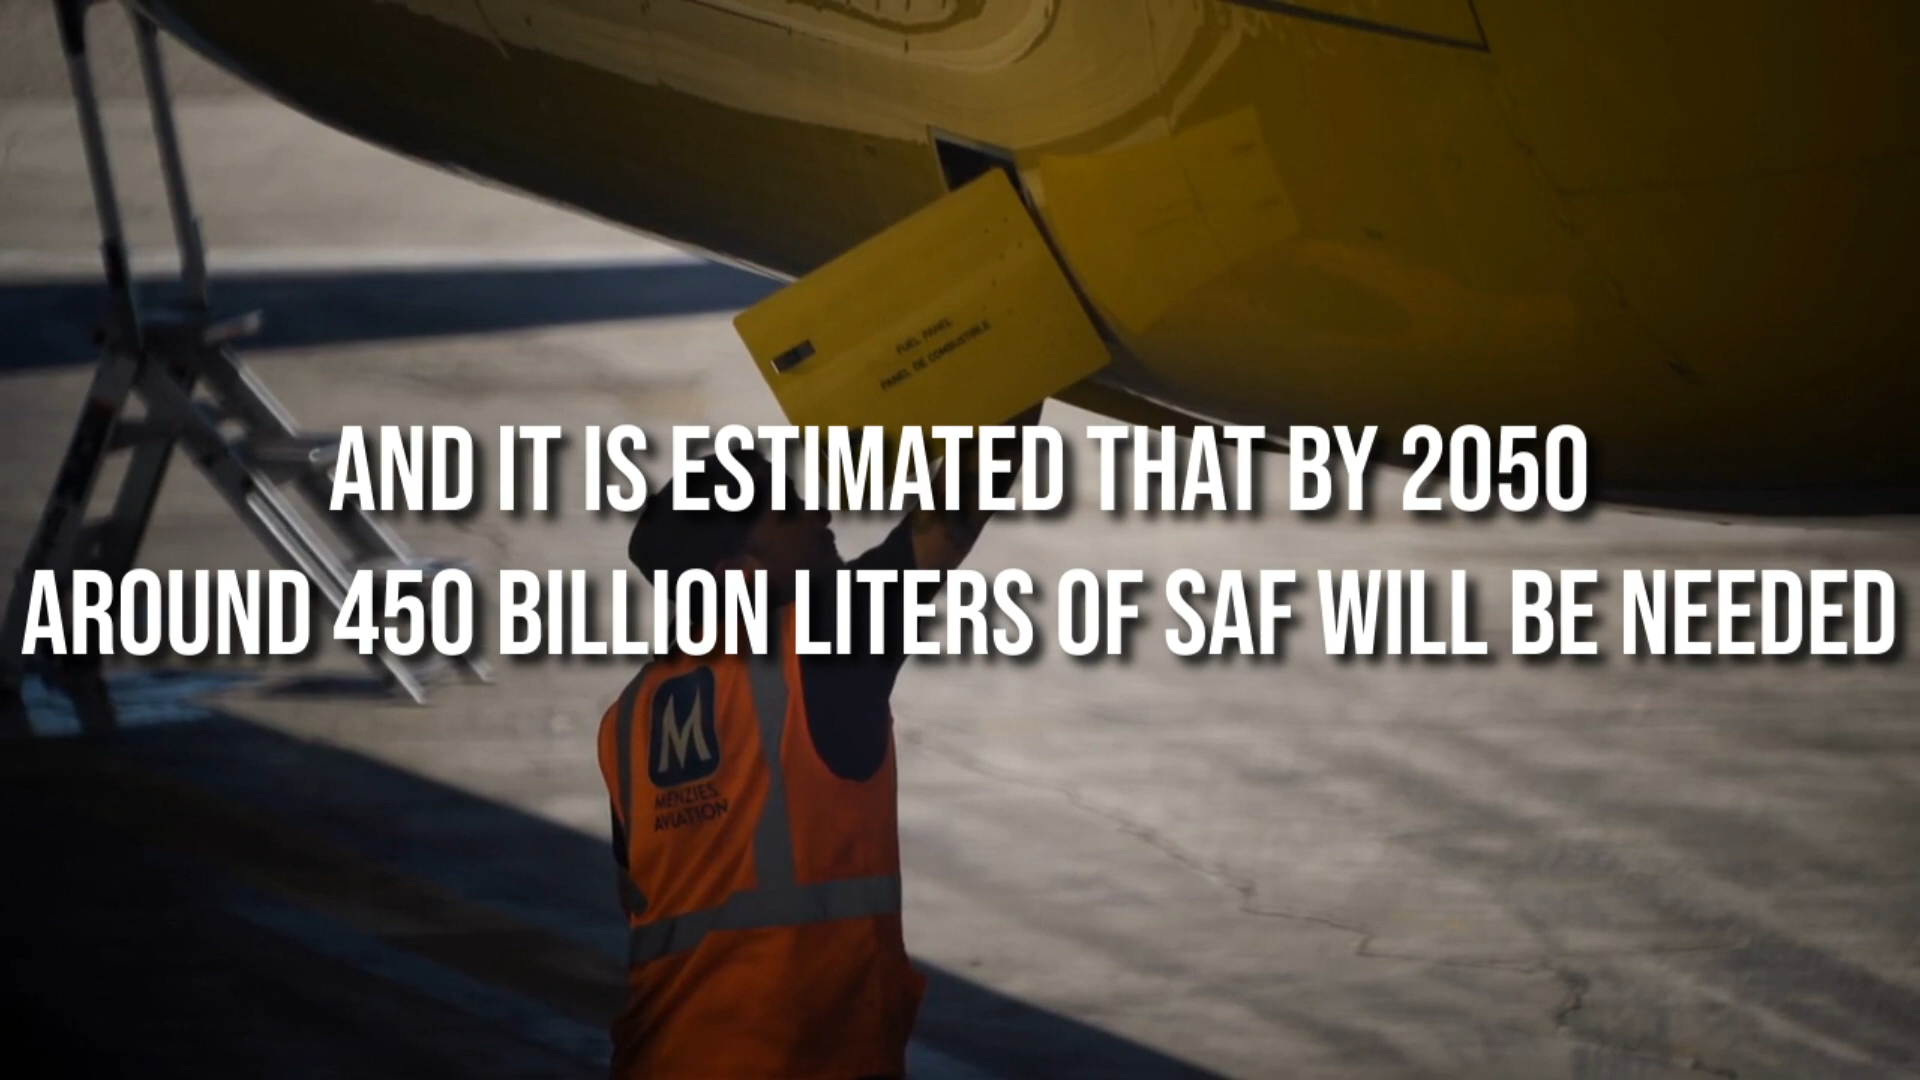 FUEL PANEL
PANEL DE COMBUSTIBLE
AND IT IS ESTIMATED THAT BY 2050
AROUND 450 BILLION LITERS OF SAF WILL BE NEEDED
M
MENZIES
AVIATION